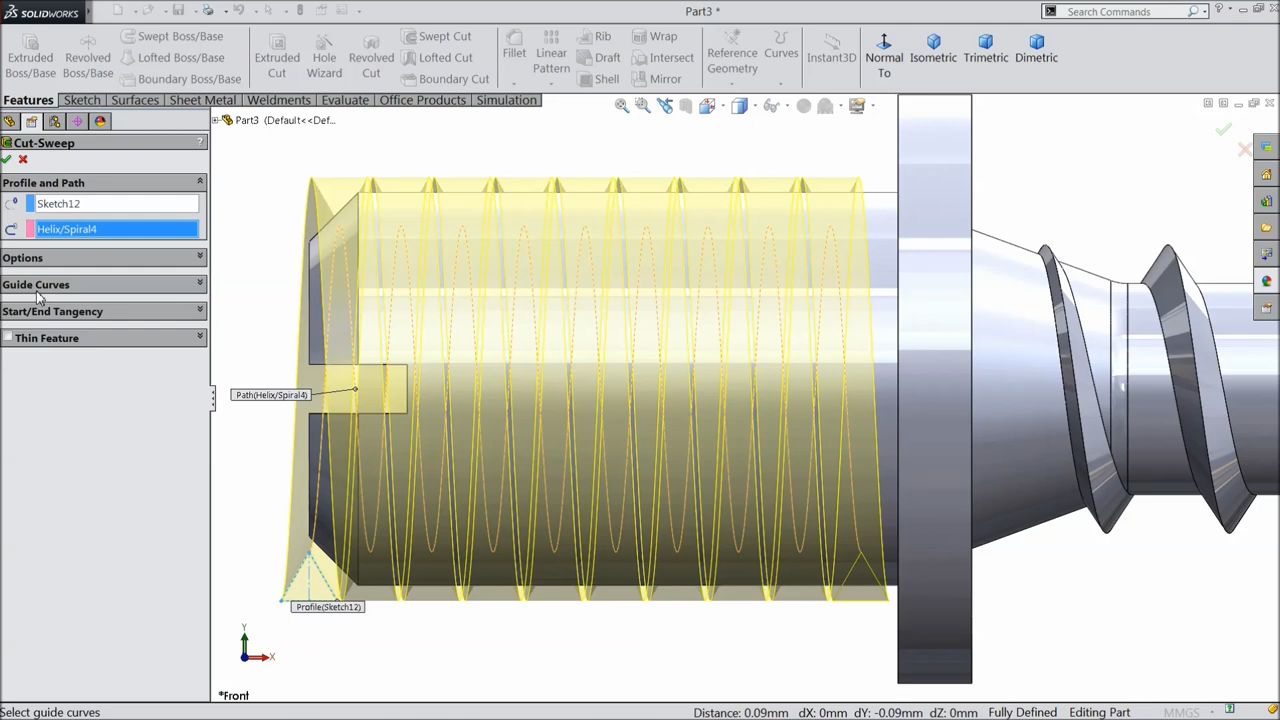 SOLIDWORKS
Part3 *
Search Commands
Extruded Boss/Base
Revolved Boss/Base
Swept Boss/Base
Lofted Boss/Base
Boundary Boss/Base
Extruded Cut
Hole Wizard
Revolved Cut
Swept Cut
Lofted Cut
Boundary Cut
Fillet
Linear Pattern
Rib
Draft
Shell
Wrap
Intersect
Mirror
Reference Geometry
Curves
Instant3D
Normal To
Isometric
Trimetric
Dimetric
Features
Sketch
Surfaces
Sheet Metal
Weldments
Evaluate
Office Products
Simulation
Part3 (Default<<Def...
Cut-Sweep
?
Profile and Path
Sketch12
Helix/Spiral4
Options
Guide Curves
Start/End Tangency
Thin Feature
Path(Helix/Spiral4)
Profile(Sketch12)
Y
X
*Front
Select guide curves
Distance: 0.09mm dX: 0mm dY: -0.09mm dZ: 0mm Fully Defined Editing Part MMGS